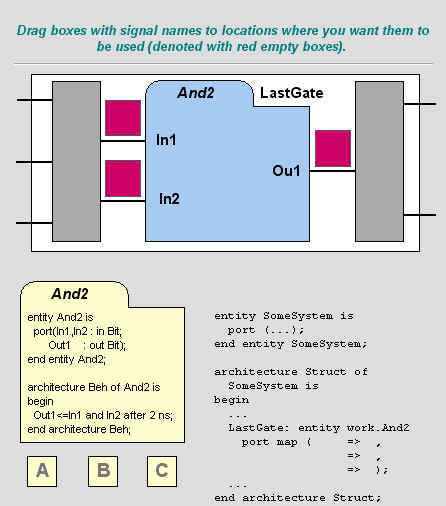 Drag boxes with signal names to locations where you want them to
be used (denoted with red empty boxes).
And2
LastGate
In1
In2
Ou1
And2
entity And2 is
port(In1,In2 : in Bit;
Out1 : out Bit);
end entity And2;
architecture Beh of And2 is
begin
Out1<=In1 and In2 after 2 ns;
end architecture Beh;
A B C
entity SomeSystem is
port (...);
end entity SomeSystem;
architecture Struct of
SomeSystem is
begin
...
LastGate: entity work.And2
port map ( => ,
=> ,
=> );
...
end architecture Struct;